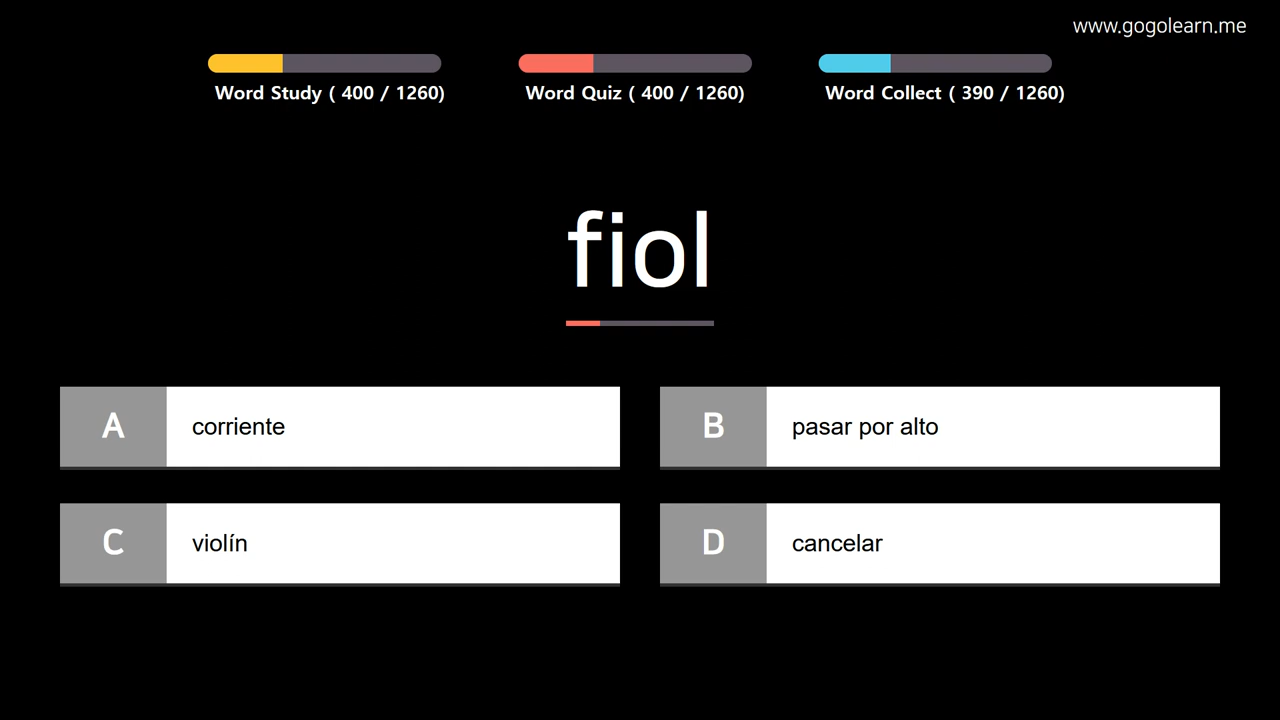 www.gogolearn.me
Word Study ( 400 / 1260)
Word Quiz ( 400 / 1260)
Word Collect ( 390 / 1260)
fiol
A corriente
B pasar por alto
C violín
D cancelar